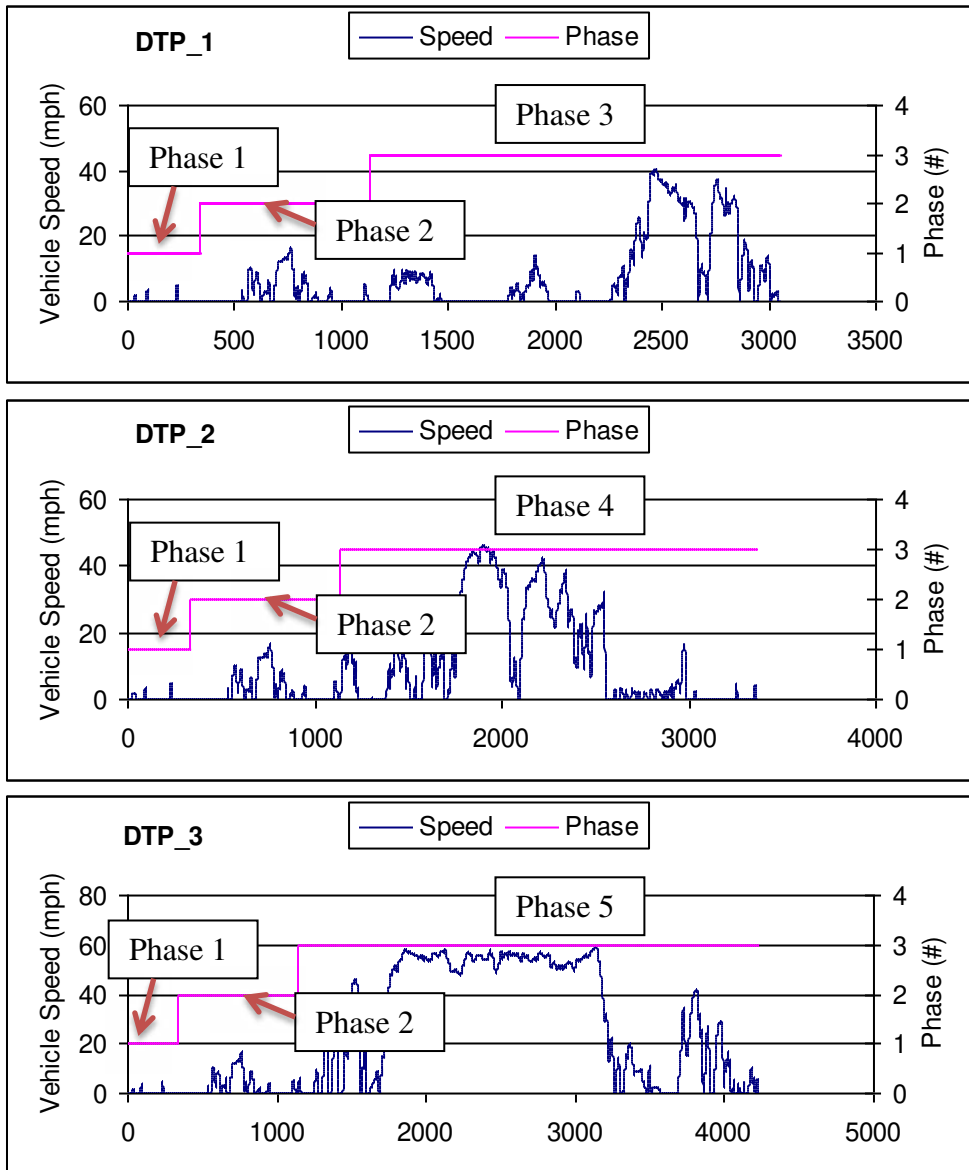 DTP_1
Speed Phase
Vehicle Speed (mph)
60
40
20
0
Phase 1
Phase 2
Phase 3
4
3
2
1
0
Phase (#)
0 500 1000 1500 2000 2500 3000 3500
DTP_2
Speed Phase
Vehicle Speed (mph)
60
40
20
0
Phase 1
Phase 2
Phase 4
4
3
2
1
0
Phase (#)
0 1000 2000 3000 4000
DTP_3
Speed Phase
Vehicle Speed (mph)
80
60
40
20
0
Phase 1
Phase 2
Phase 5
4
3
2
1
0
Phase (#)
0 1000 2000 3000 4000 5000